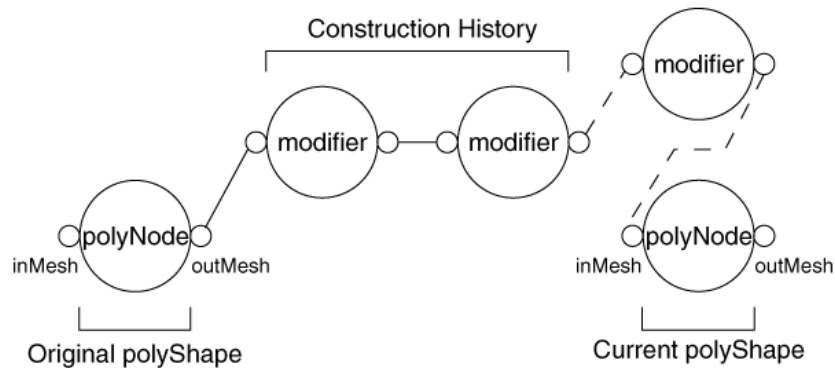 Construction History
modifier
modifier
modifier
polyNode
inMesh
outMesh
Original polyShape
polyNode
inMesh
outMesh
Current polyShape